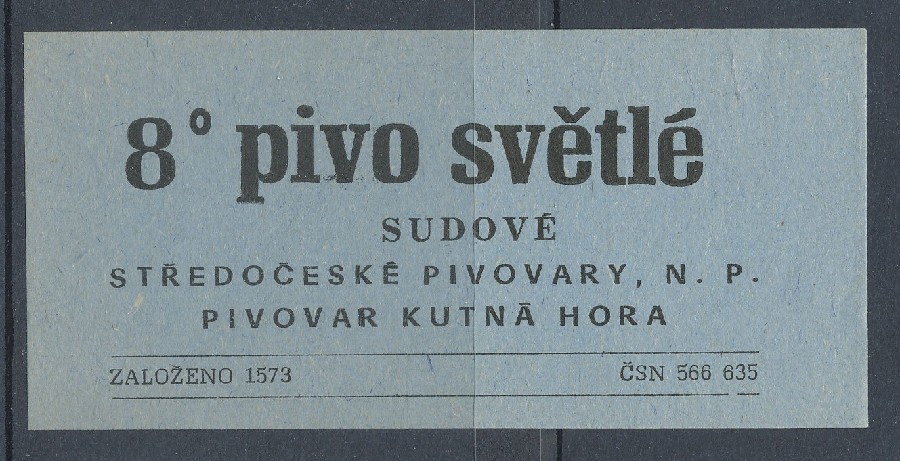 8° pivo světlé
SUDOVÉ
STŘEDOČESKÉ PIVOVARY, N. P.
PIVOVAR KUTNÁ HORA
ZALOŽENO 1573 ČSN 566 635